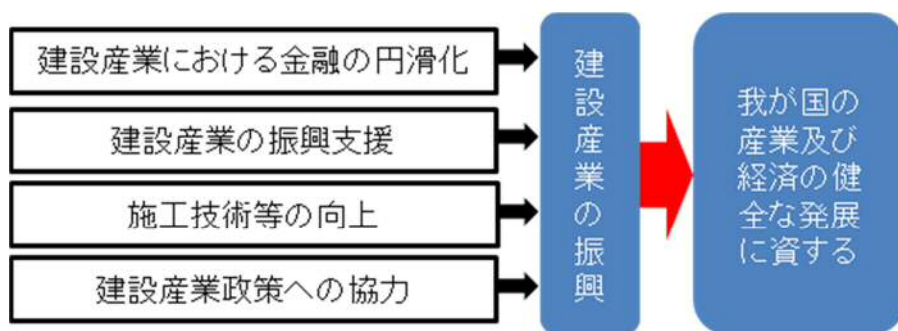 建設産業における金融の円滑化
建設産業の振興支援
施工技術等の向上
建設産業政策への協力
建設産業の振興
我が国の
産業及び
経済の健
全な発展
に資する